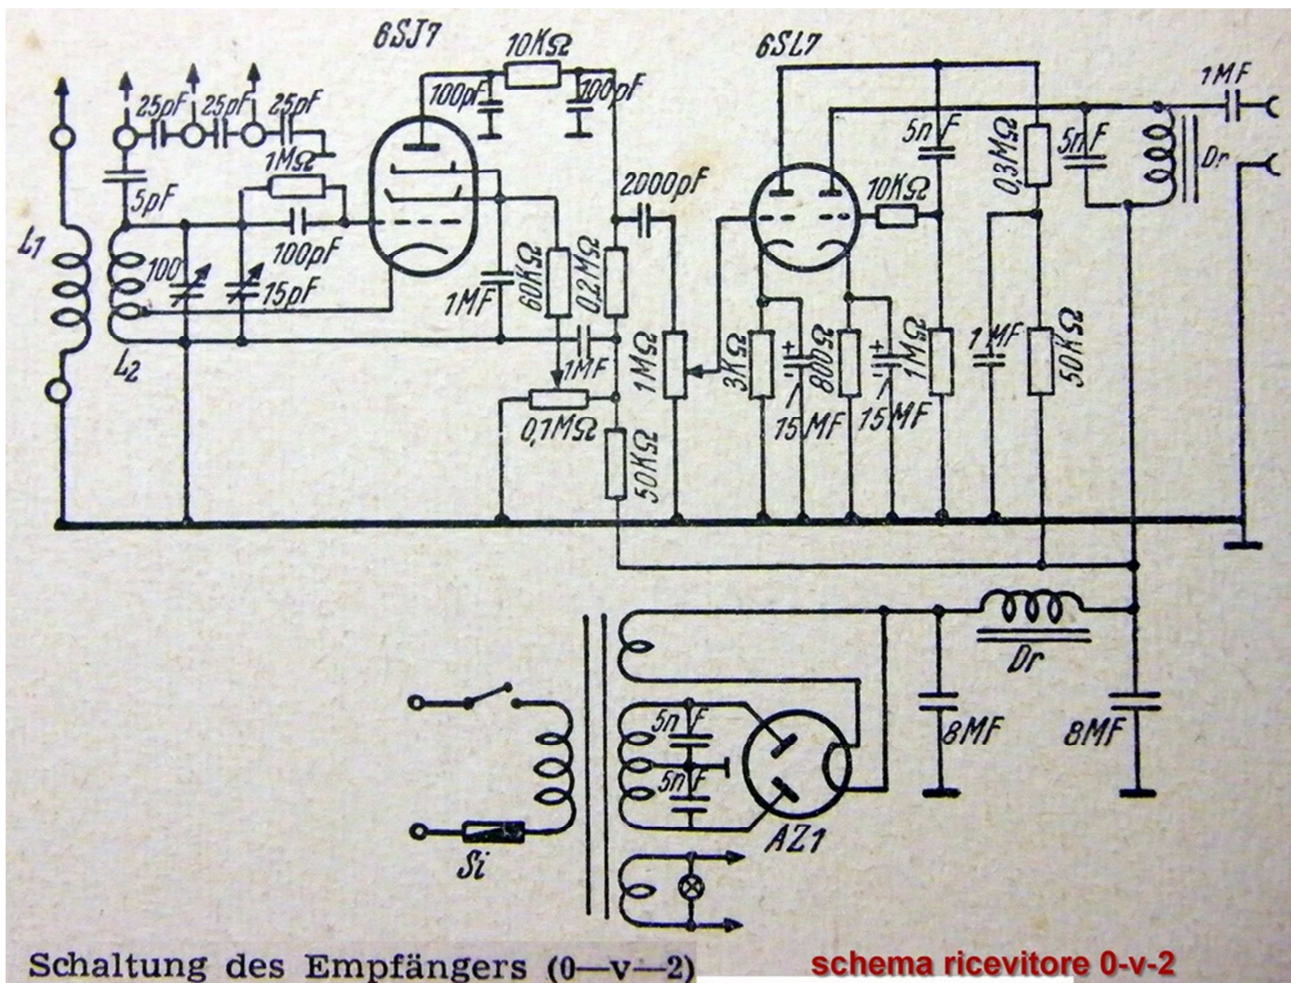 6SJ7
10KΩ
6SL7
1MF
25pF
25pF
25pF
100pF
100pF
5nF
0,3MΩ
5nF
Dr
1MΩ
5pF
2000pF
10KΩ
L1
100
100pF
15pF
1MF
60KΩ
0,2MΩ
L2
1MF
1MΩ
3KΩ
+
-
800Ω
+
-
1MΩ
1MF
50KΩ
0,1MΩ
15MF
15MF
50KΩ
Dr
5nF
8MF
8MF
5nF
AZ1
Si
Schaltung des Empfängers (0—v—2)
schema ricevitore 0-v-2